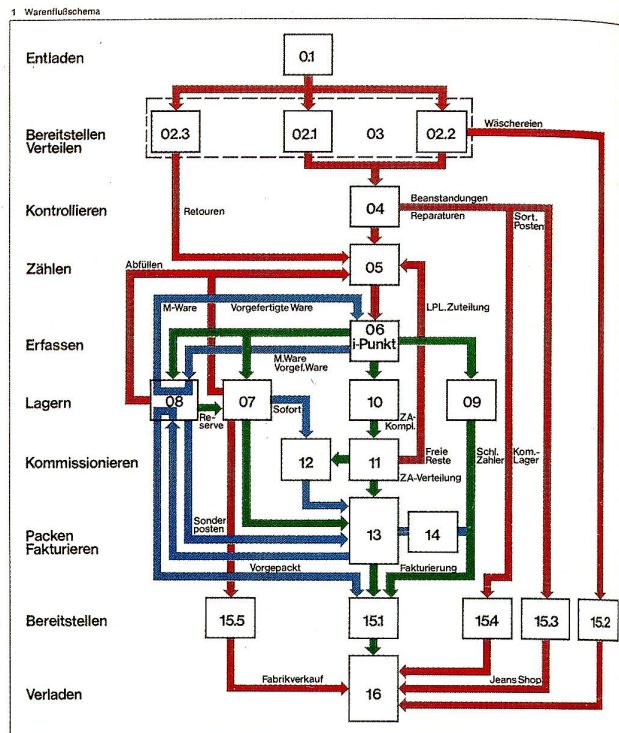 1 Warenflußschema
Entladen
0.1
Bereitstellen
Verteilen
02.3
02.1
03
02.2
Wäschereien
Kontrollieren
Retouren
04
Beanstandungen
Reparaturen
Sort.
Posten
Zählen
Abfüllen
05
M-Ware
Vorgefertigte Ware
LPL.Zuteilung
Erfassen
06
i-Punkt
M.Ware
Vorgef.Ware
Lagern
08
Re-
serve
07
Sofort
10
ZA-
Kompl.
09
Kommissionieren
12
11
Freie
Reste
Schl.
Zahler
Kom.-
Lager
ZA-Verteilung
Packen
Fakturieren
Sonder
posten
13
14
Vorgepackt
Fakturierung
Bereitstellen
15.5
15.1
15.4
15.3
15.2
Verladen
Fabrikverkauf
16
Jeans Shop